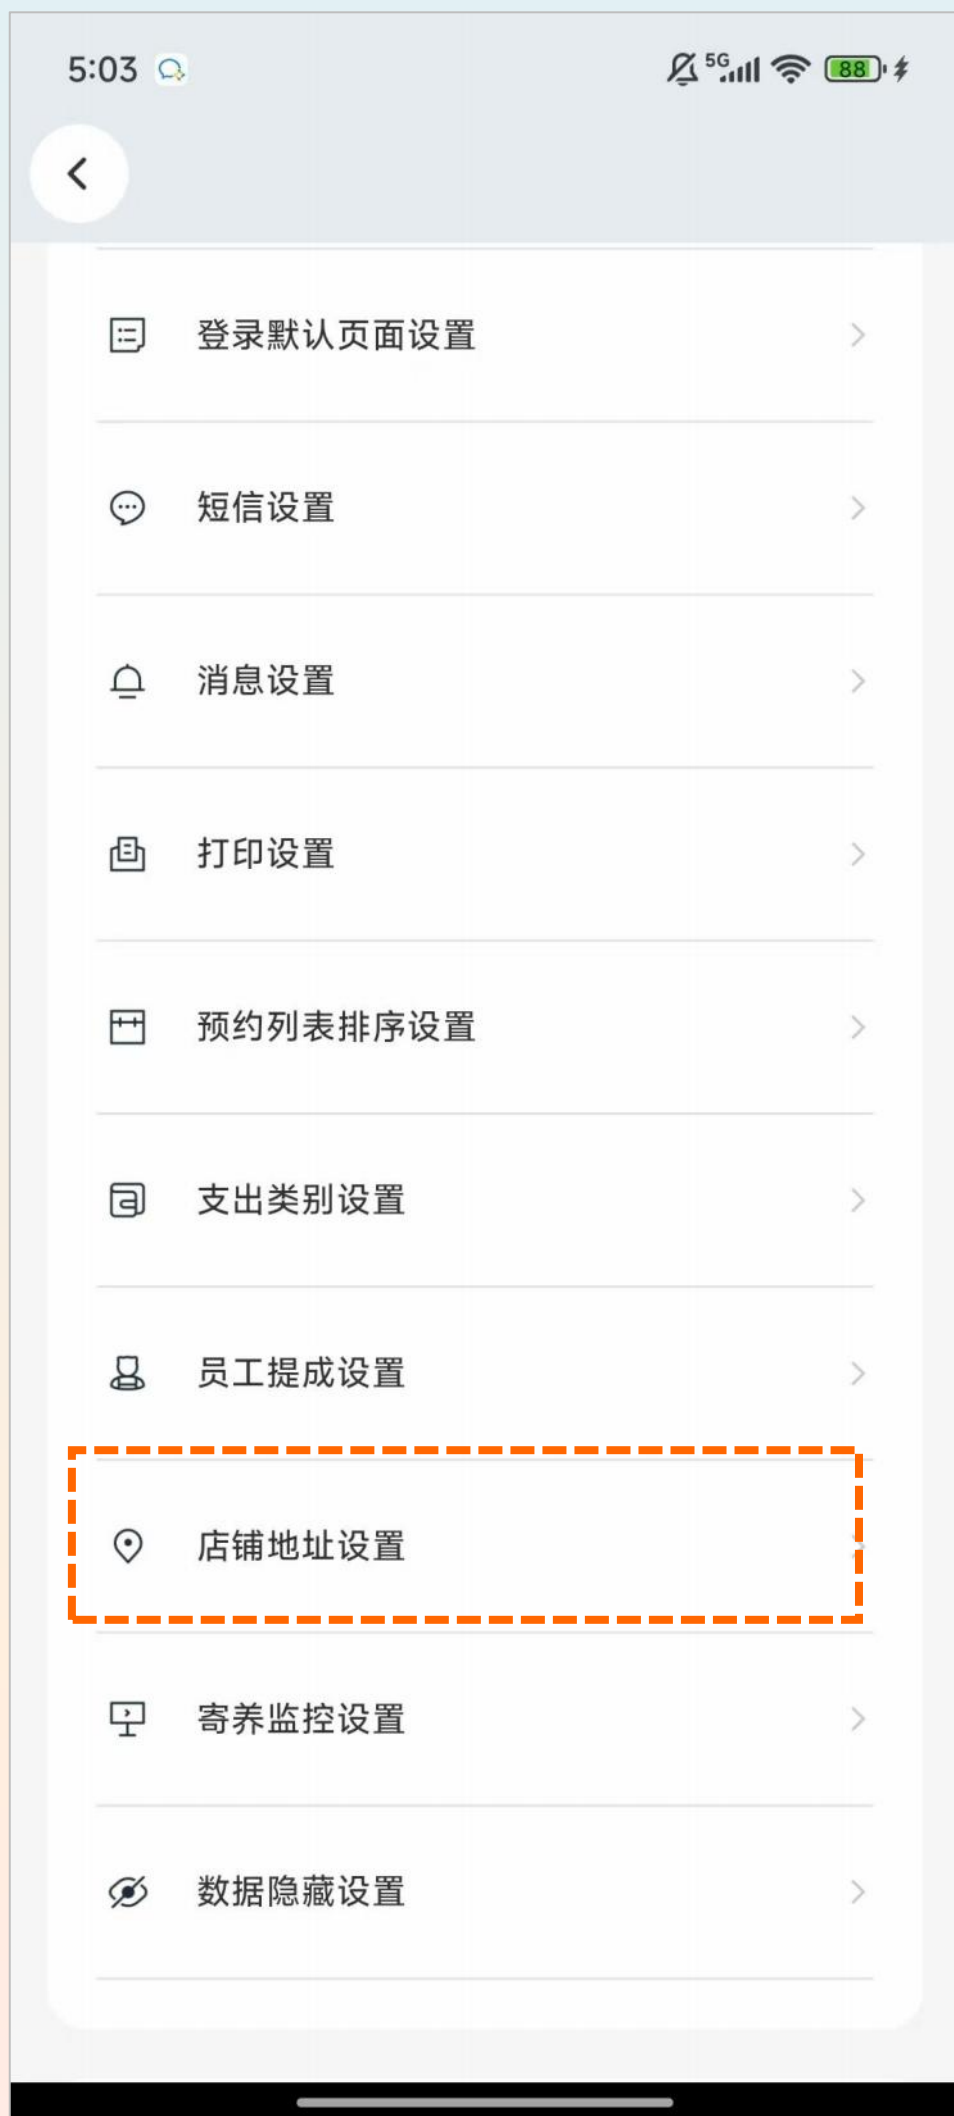 5:03 5G 88
登录默认页面设置
短信设置
消息设置
打印设置
预约列表排序设置
支出类别设置
员工提成设置
店铺地址设置
寄养监控设置
数据隐藏设置